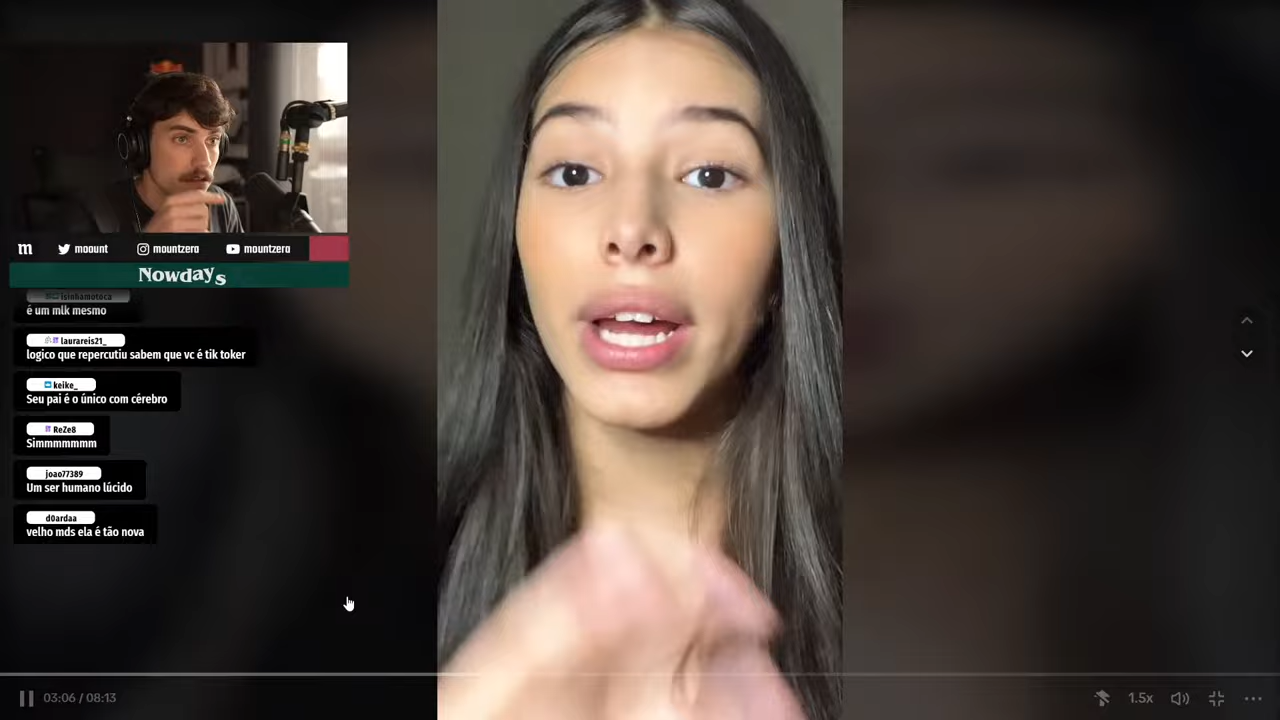 m moount mountzera mountzera
Nowdays
isinhamotoca
é um mlk mesmo
laurareis21_
logico que repercutiu sabem que vc é tik toker
keike_
Seu pai é o único com cérebro
ReZe8
Simmmmmmm
joao77389
Um ser humano lúcido
d0ardaa
velho mds ela é tão nova
03:06 / 08:13
1.5x